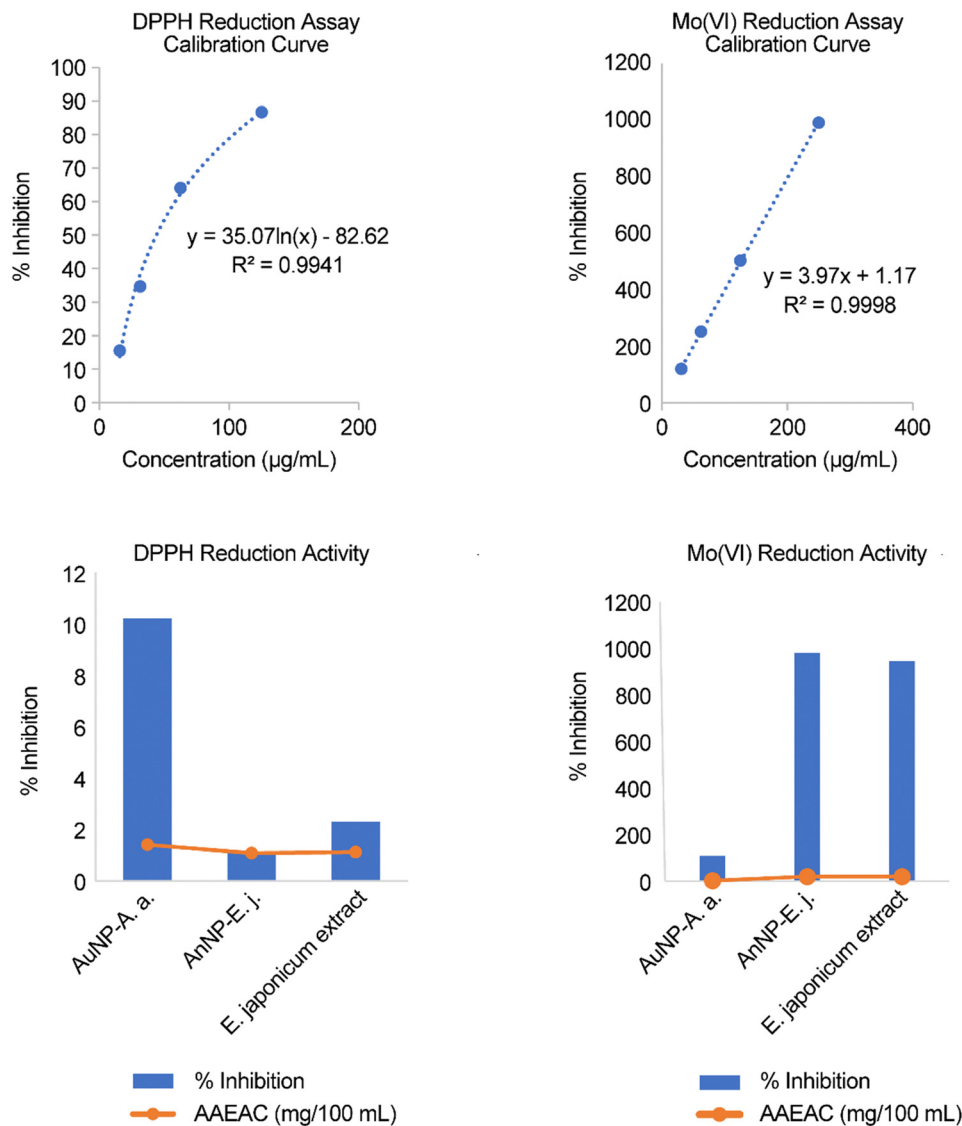 DPPH Reduction Assay
Calibration Curve
100
90
80
70
60
50
40
30
20
10
0
% Inhibition
y = 35.07ln(x) - 82.62
R² = 0.9941
0 100 200
Concentration (µg/mL)
Mo(VI) Reduction Assay
Calibration Curve
1200
1000
800
600
400
200
0
% Inhibition
y = 3.97x + 1.17
R² = 0.9998
0 200 400
Concentration (µg/mL)
DPPH Reduction Activity
12
10
8
6
4
2
0
% Inhibition
AuNP-A. a.
AnNP-E. j.
E. japonicum extract
% Inhibition
AAEAC (mg/100 mL)
Mo(VI) Reduction Activity
1200
1000
800
600
400
200
0
% Inhibition
AuNP-A. a.
AnNP-E. j.
E. japonicum extract
% Inhibition
AAEAC (mg/100 mL)